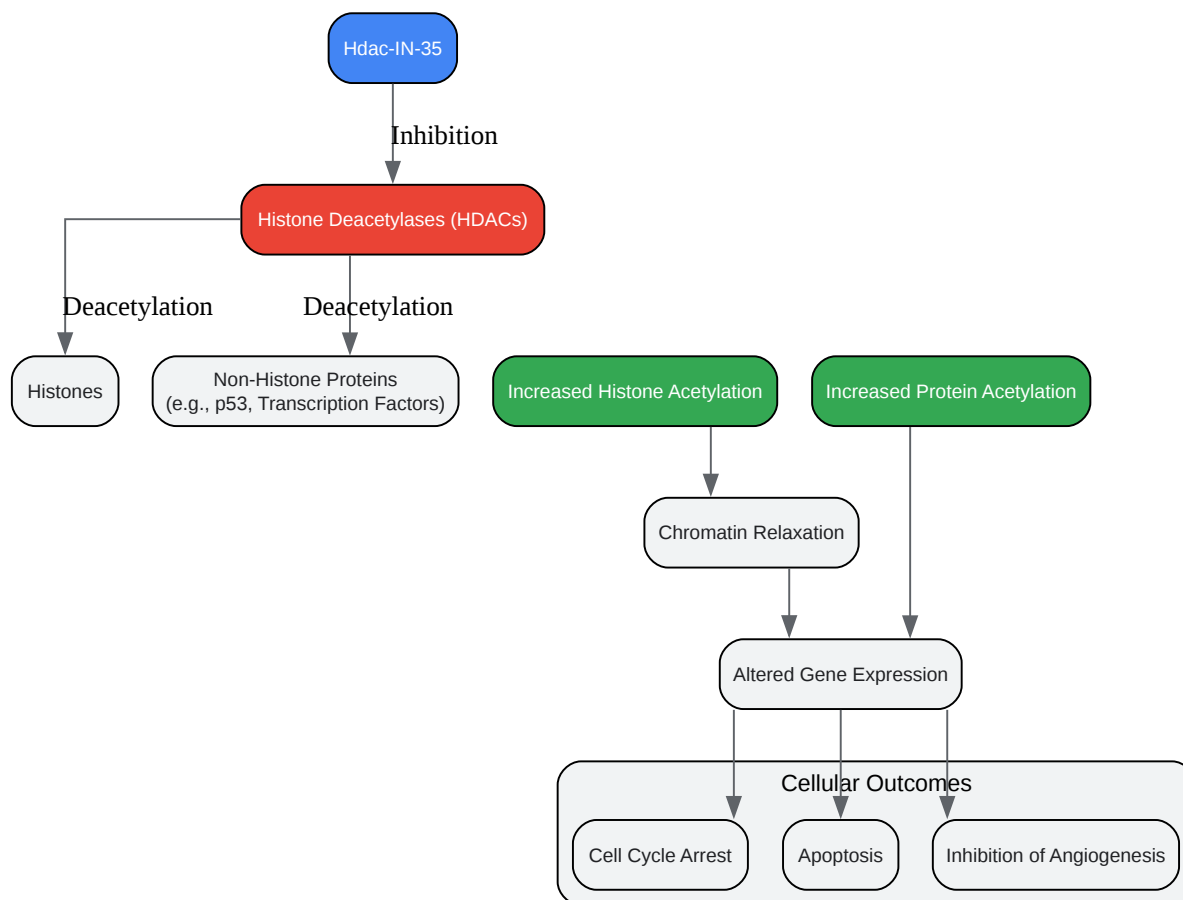 Hdac-IN-35
Inhibition
Histone Deacetylases (HDACs)
Deacetylation
Deacetylation
Histones
Non-Histone Proteins
(e.g., p53, Transcription Factors)
Increased Histone Acetylation
Increased Protein Acetylation
Chromatin Relaxation
Altered Gene Expression
Cellular Outcomes
Cell Cycle Arrest
Apoptosis
Inhibition of Angiogenesis